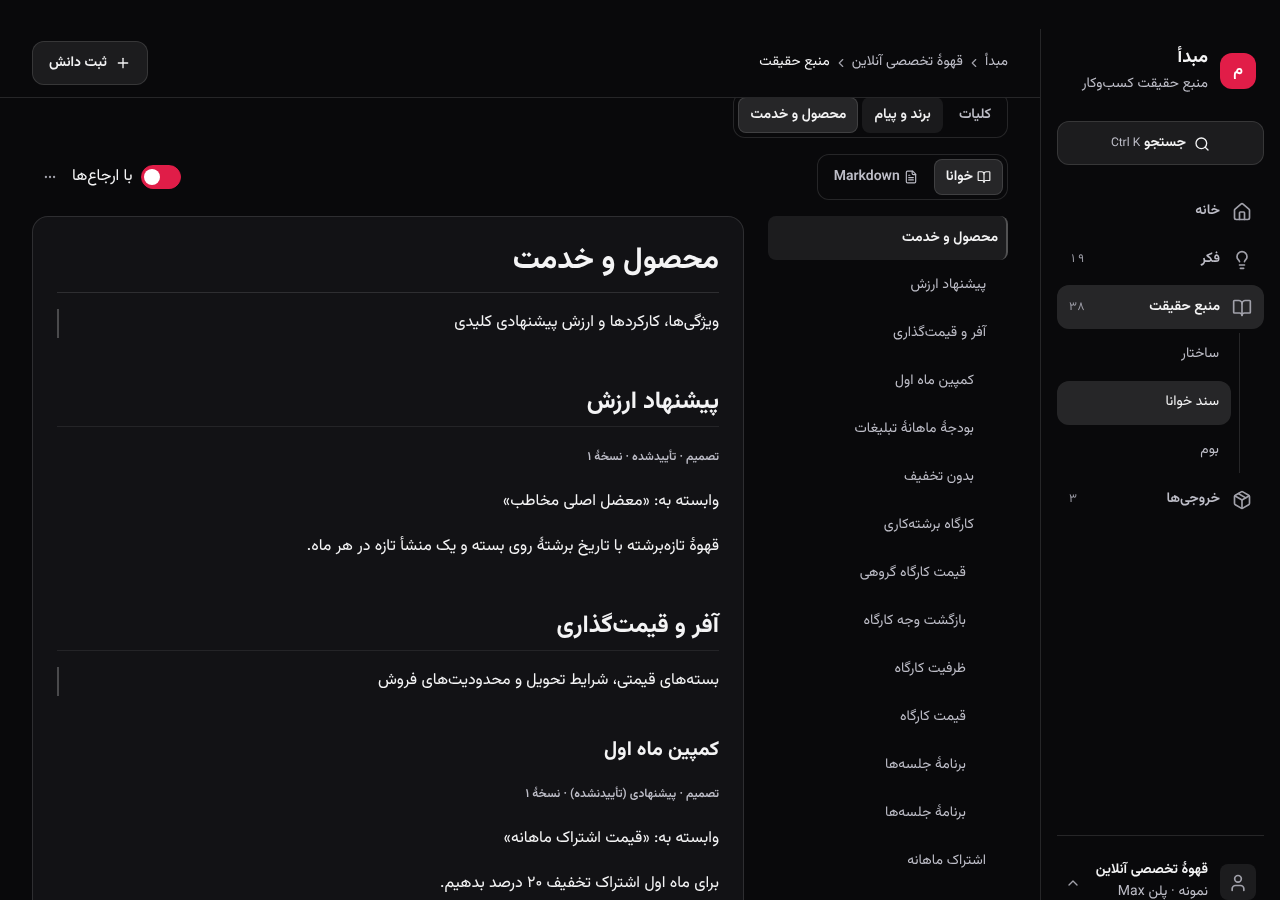 مبدأ
منبع حقیقت کسب‌وکار
م
جستجو Ctrl K
خانه
فکر ۱۹
منبع حقیقت ۳۸
ساختار
سند خوانا
بوم
خروجی‌ها ۳
قهوهٔ تخصصی آنلاین
نمونه · پلن Max
مبدأ › قهوهٔ تخصصی آنلاین › منبع حقیقت
ثبت دانش +
کلیات
برند و پیام
محصول و خدمت
خوانا
Markdown
با ارجاع‌ها ...
محصول و خدمت
پیشنهاد ارزش
آفر و قیمت‌گذاری
کمپین ماه اول
بودجهٔ ماهانهٔ تبلیغات
بدون تخفیف
کارگاه برشته‌کاری
قیمت کارگاه گروهی
بازگشت وجه کارگاه
ظرفیت کارگاه
قیمت کارگاه
برنامهٔ جلسه‌ها
برنامهٔ جلسه‌ها
اشتراک ماهانه
محصول و خدمت
ویژگی‌ها، کارکردها و ارزش پیشنهادی کلیدی
پیشنهاد ارزش
تصمیم · تأییدشده · نسخهٔ ۱
وابسته به: «معضل اصلی مخاطب»
قهوهٔ تازه‌برشته با تاریخ برشتهٔ روی بسته و یک منشأ تازه در هر ماه.
آفر و قیمت‌گذاری
بسته‌های قیمتی، شرایط تحویل و محدودیت‌های فروش
کمپین ماه اول
تصمیم · پیشنهادی (تأییدنشده) · نسخهٔ ۱
وابسته به: «قیمت اشتراک ماهانه»
برای ماه اول اشتراک تخفیف ۲۰ درصد بدهیم.